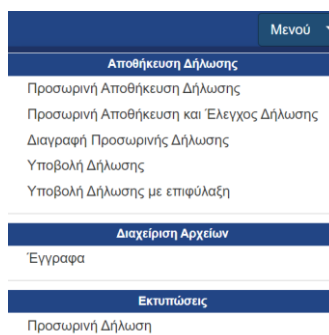 Μενού
Αποθήκευση Δήλωσης
Προσωρινή Αποθήκευση Δήλωσης
Προσωρινή Αποθήκευση και Έλεγχος Δήλωσης
Διαγραφή Προσωρινής Δήλωσης
Υποβολή Δήλωσης
Υποβολή Δήλωσης με επιφύλαξη
Διαχείριση Αρχείων
Έγγραφα
Εκτυπώσεις
Προσωρινή Δήλωση